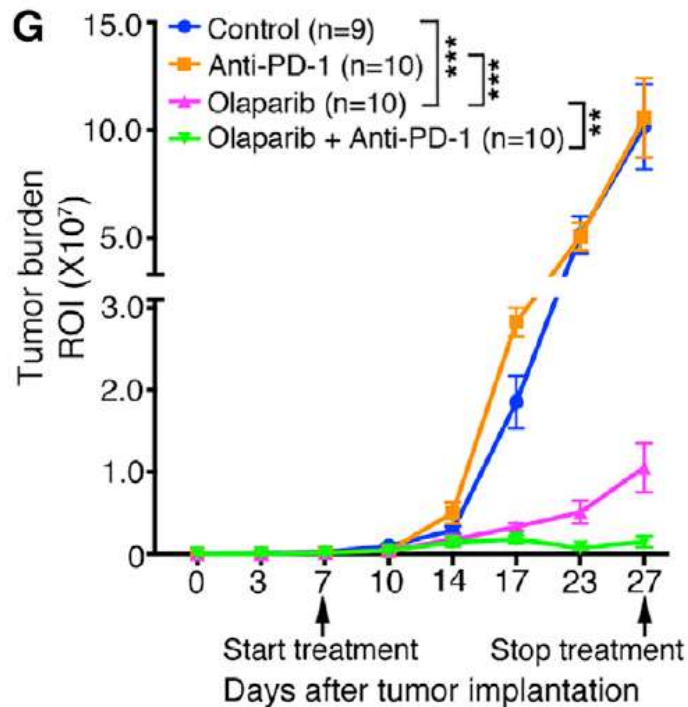 G
15.0
Control (n=9)
Anti-PD-1 (n=10)
Olaparib (n=10)
Olaparib + Anti-PD-1 (n=10)
***
***
**
10.0
5.0
3.0
2.0
1.0
0
Tumor burden
ROI (X10⁷)
0 3 7 10 14 17 23 27
Start treatment Stop treatment
Days after tumor implantation